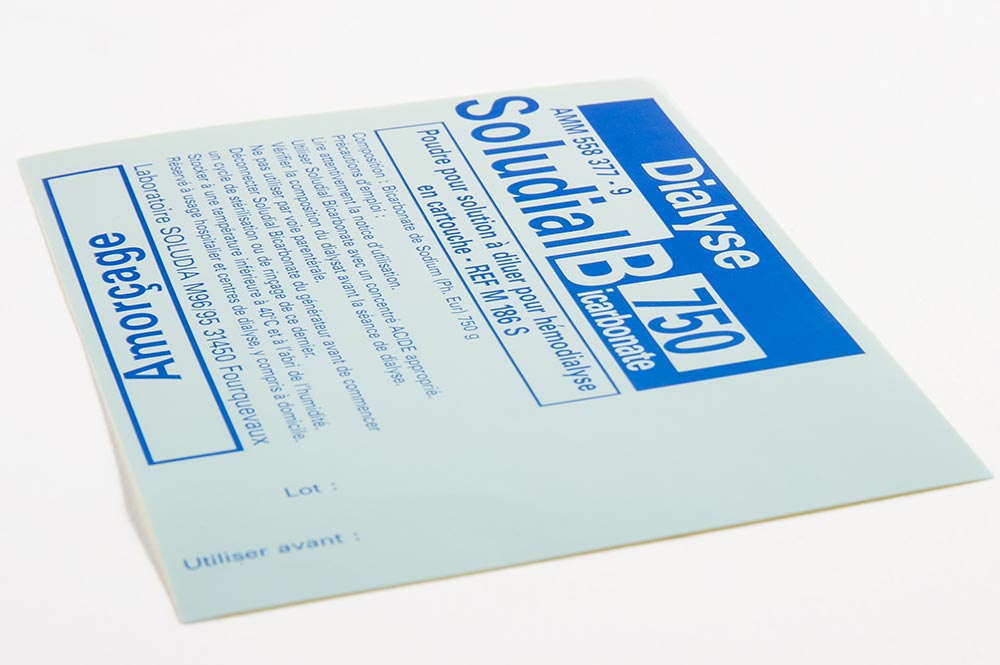 Dialyse
AMM 558 377 - 9
Soludial B 750
Bicarbonate
Poudre pour solution à diluer pour hémodialyse
en cartouche - REF M 186 S
Composition : Bicarbonate de Sodium (Ph. Eur) 750 g
Précautions d'emploi :
Lire attentivement la notice d'utilisation.
Utiliser Soludial Bicarbonate avec un concentré ACIDE approprié.
Vérifier la composition du dialysat avant la séance de dialyse.
Ne pas utiliser par voie parentérale.
Déconnecter Soludial Bicarbonate du générateur avant de commencer
un cycle de stérilisation ou de rinçège de ce dernier.
Stocker à une température inférieure à 40°C et à l'abri de l'humidité.
Réservé à usage hospitalier et centres de dialyse, y compris à domicile.
Laboratoire SOLUDIA M96/95 31450 Fourquevaux
Amorçage
Lot :
Utiliser avant :